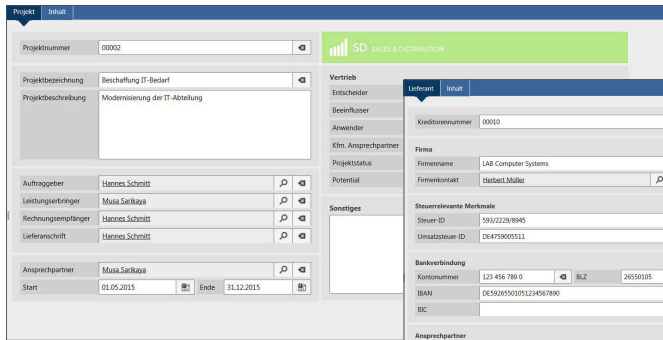 Projekt Inhalt
Projektnummer 00002
SD SALES & DISTRIBUTION
Projektbezeichnung Beschaffung IT-Bedarf
Projektbeschreibung Modernisierung der IT-Abteilung
Auftraggeber Hannes Schmitt
Leistungserbringer Musa Sarikaya
Rechnungsempfänger Hannes Schmitt
Lieferanschrift Hannes Schmitt
Ansprechpartner Musa Sarikaya
Start 01.05.2015 Ende 31.12.2015
Vertrieb
Entscheider
Beeinflusser
Anwender
Kfm. Ansprechpartner
Projektstatus
Potential
Sonstiges
Lieferant Inhalt
Kreditorennummer 00010
Firma
Firmenname LAB Computer Systems
Firmenkontakt Herbert Müller
Steuerrelevante Merkmale
Steuer-ID 593/2229/8945
Umsatzsteuer-ID DE4759005511
Bankverbindung
Kontonummer 123 456 789 0 BLZ 26550105
IBAN DE59265501051234567890
BIC
Ansprechpartner